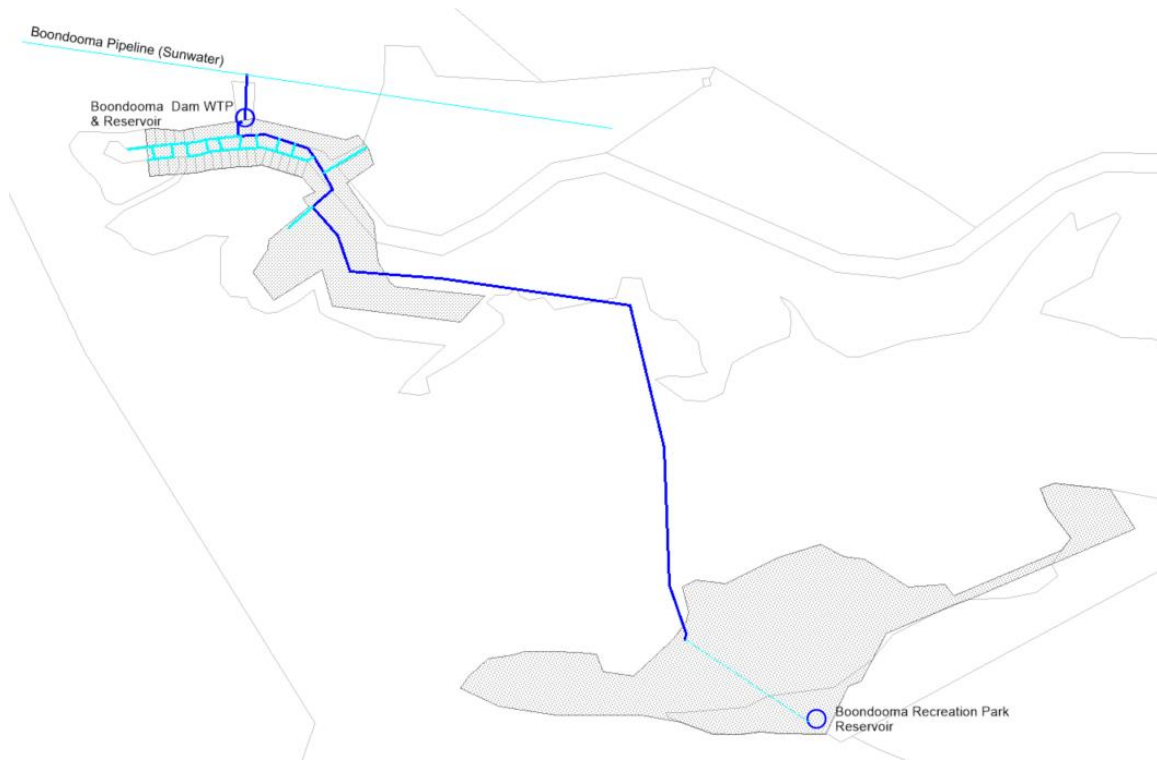 Boondooma Pipeline (Sunwater)
Boondooma Dam WTP
& Reservoir
Boondooma Recreation Park
Reservoir